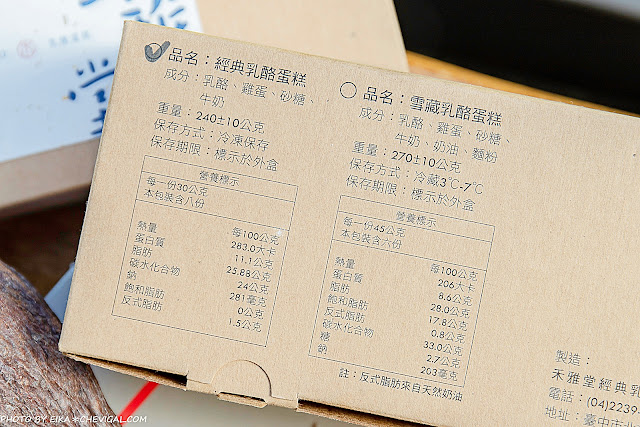 品名：經典乳酪蛋糕
成分：乳酪、雞蛋、砂糖、
牛奶
重量：240±10公克
保存方式：冷凍保存
保存期限：標示於外盒
營養標示
每一份30公克
本包裝含八份
每100公克
熱量 283.0大卡
蛋白質 11.1公克
脂肪 25.88公克
碳水化合物 24公克
鈉 281毫克
飽和脂肪 0公克
反式脂肪 1.5公克
品名：雪藏乳酪蛋糕
成分：乳酪、雞蛋、砂糖、
牛奶、奶油、麵粉
重量：270±10公克
保存方式：冷藏3℃-7℃
保存期限：標示於外盒
營養標示
每一份45公克
本包裝含六份
每100公克
熱量 206大卡
蛋白質 8.6公克
脂肪 28.0公克
飽和脂肪 17.8公克
反式脂肪 0.8公克
碳水化合物 33.0公克
糖 2.7公克
鈉 203毫克
註：反式脂肪來自天然奶油
製造：
禾雅堂經典乳
電話：(04)2239
地址：臺中市北
PHOTO BY EIKA＊CHEVIGAL.COM